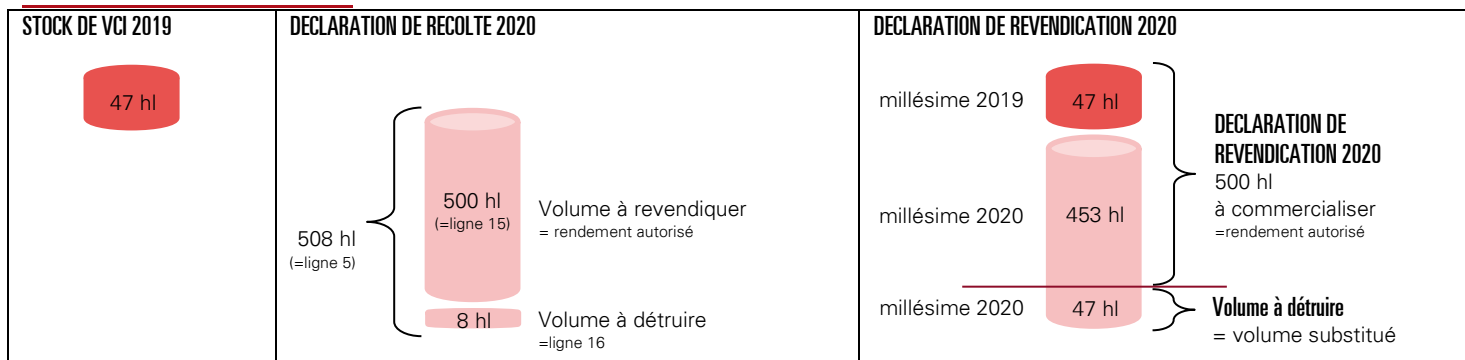 STOCK DE VCI 2019
47 hl
DECLARATION DE RECOLTE 2020
508 hl
(=ligne 5)
500 hl
(=ligne 15)
Volume à revendiquer
= rendement autorisé
8 hl
Volume à détruire
=ligne 16
DECLARATION DE REVENDICATION 2020
millésime 2019
47 hl
millésime 2020
453 hl
DECLARATION DE
REVENDICATION 2020
500 hl
à commercialiser
=rendement autorisé
millésime 2020
47 hl
Volume à détruire
= volume substitué